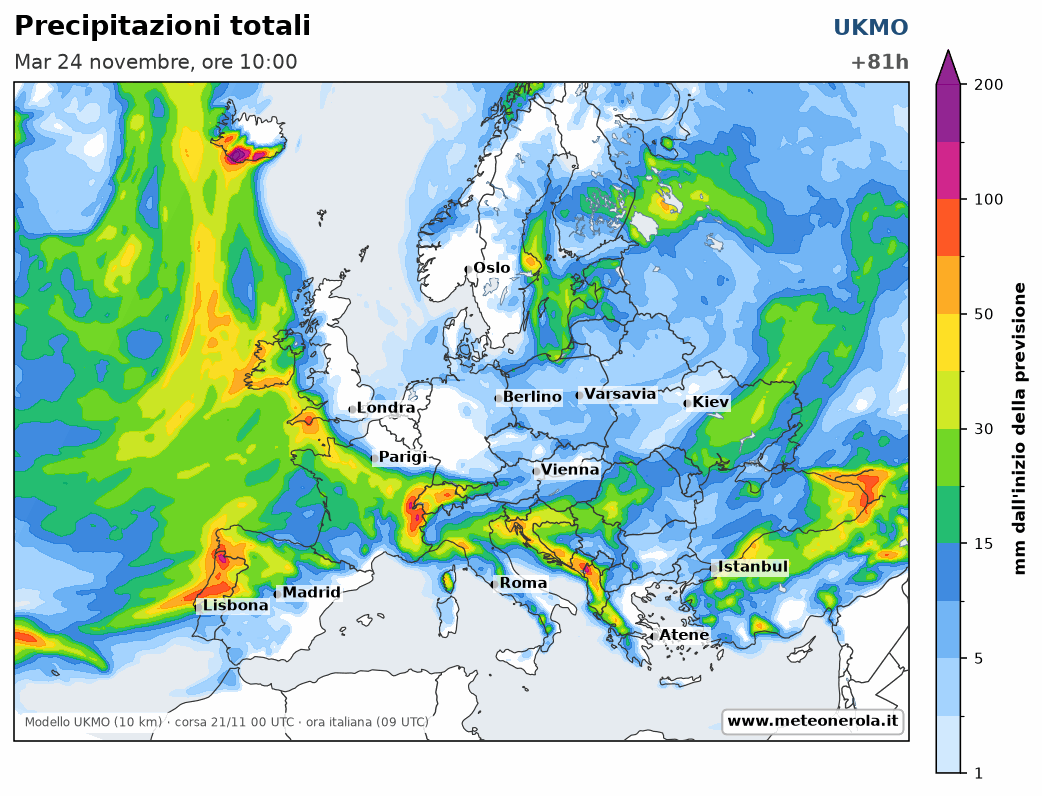 Precipitazioni totali
UKMO
Mar 24 novembre, ore 10:00
+81h
200
100
50
30
15
5
1
mm dall'inizio della previsione
Oslo
Londra
Berlino
Varsavia
Kiev
Parigi
Vienna
Istanbul
Roma
Madrid
Lisbona
Atene
Modello UKMO (10 km) · corsa 21/11 00 UTC · ora italiana (09 UTC)
www.meteonerola.it